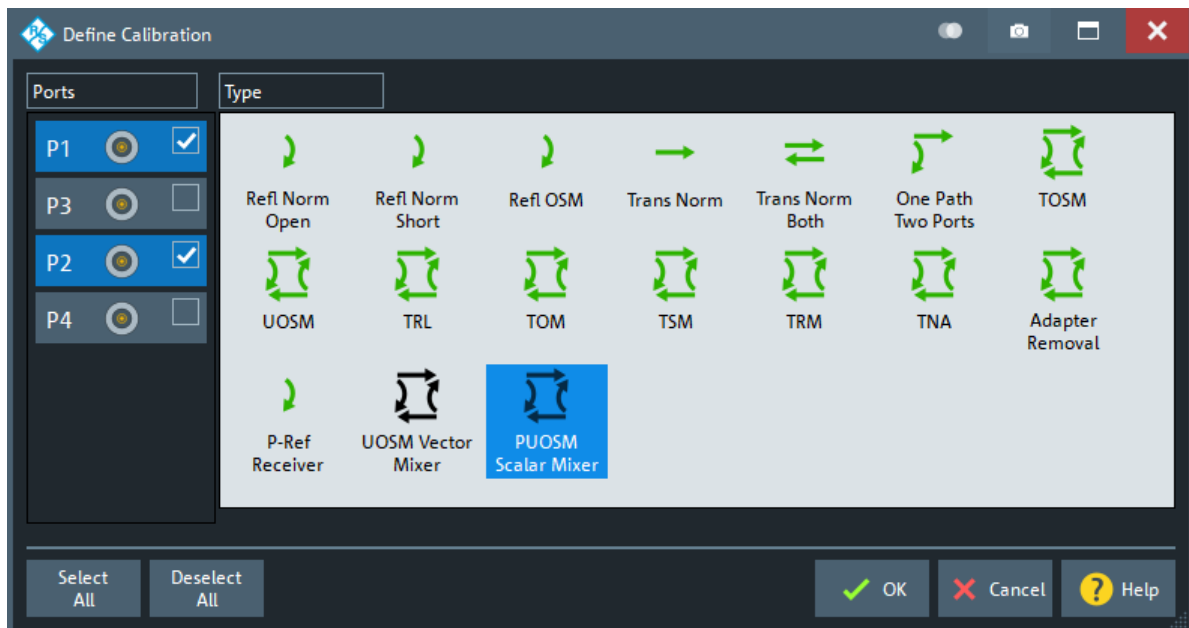 Define Calibration
Ports
Type
P1
P3
P2
P4
Refl Norm
Open
Refl Norm
Short
Refl OSM
Trans Norm
Trans Norm
Both
One Path
Two Ports
TOSM
UOSM
TRL
TOM
TSM
TRM
TNA
Adapter
Removal
P-Ref
Receiver
UOSM Vector
Mixer
PUOSM
Scalar Mixer
Select
All
Deselect
All
OK
Cancel
? Help